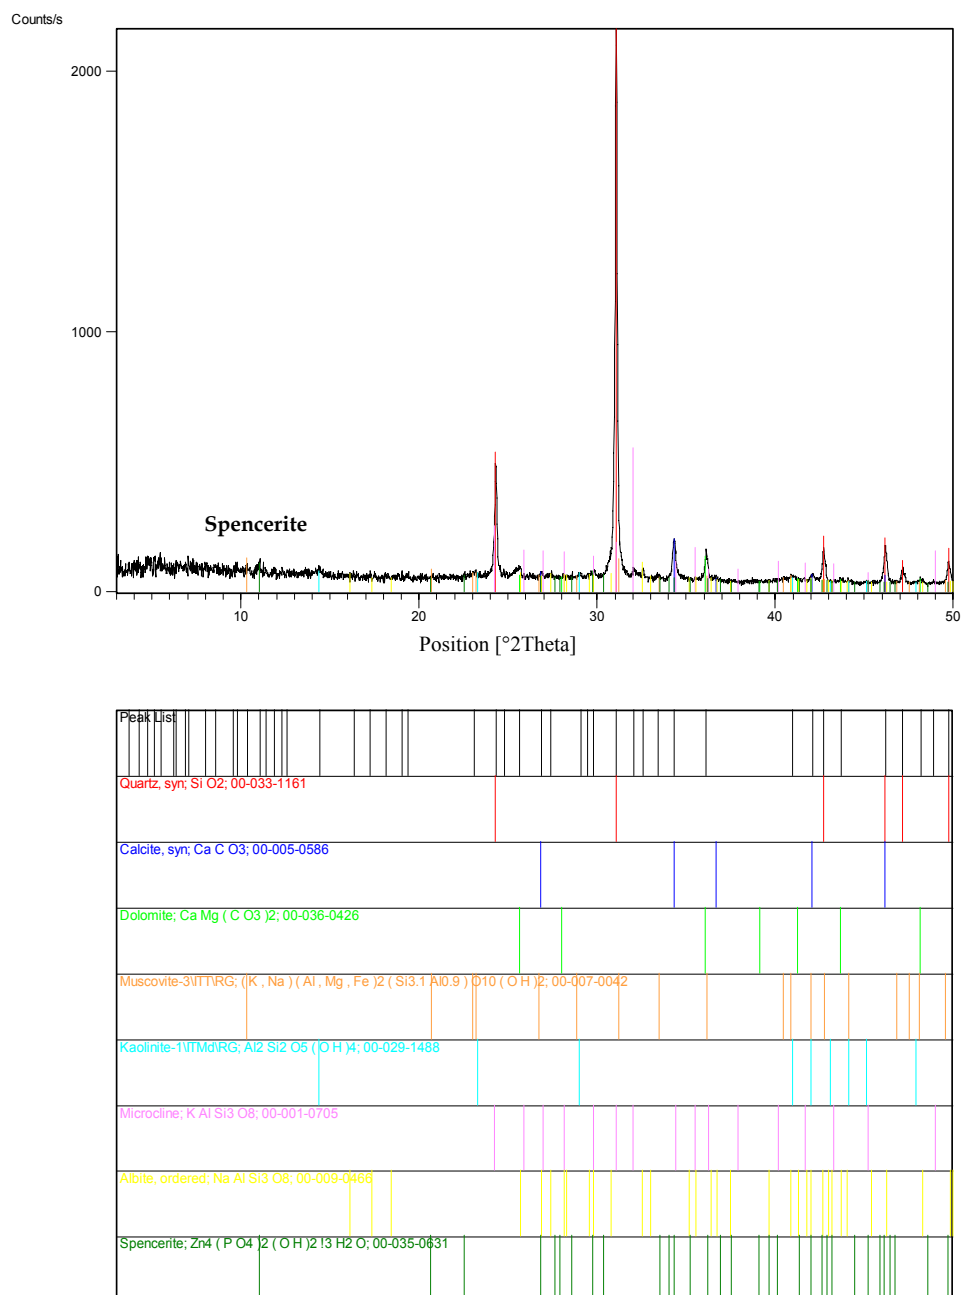 Counts/s
2000
1000
0
Spencerite
10 20 30 40 50
Position [°2Theta]
Peak List
Quartz, syn; Si O2; 00-033-1161
Calcite, syn; Ca C O3; 00-005-0586
Dolomite; Ca Mg ( C O3 )2; 00-036-0426
Muscovite-3\ITT\RG; ( K , Na ) ( Al , Mg , Fe )2 ( Si3.1 Al0.9 ) O10 ( O H )2; 00-007-0042
Kaolinite-1\ITMd\RG; Al2 Si2 O5 ( O H )4; 00-029-1488
Microcline; K Al Si3 O8; 00-001-0705
Albite, ordered; Na Al Si3 O8; 00-009-0466
Spencerite; Zn4 ( P O4 )2 ( O H )2 !3 H2 O; 00-035-0631